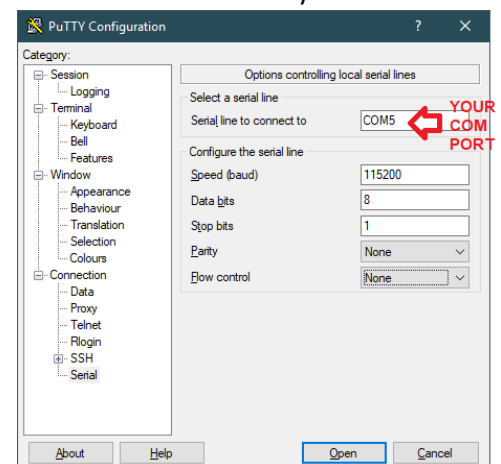 PuTTY Configuration ? ×
Category:
Session
Logging
Terminal
Keyboard
Bell
Features
Window
Appearance
Behaviour
Translation
Selection
Colours
Connection
Data
Proxy
Telnet
Rlogin
SSH
Serial
Options controlling local serial lines
Select a serial line
Serial line to connect to COM5
YOUR
COM
PORT
Configure the serial line
Speed (baud) 115200
Data bits 8
Stop bits 1
Parity None
Flow control None
About Help Open Cancel